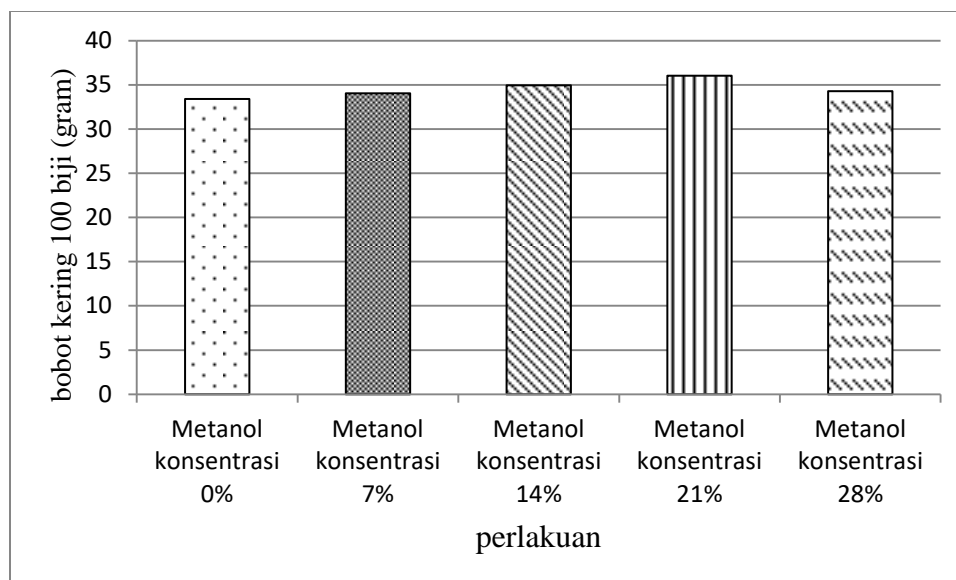 bobot kering 100 biji (gram)
40
35
30
25
20
15
10
5
0
Metanol konsentrasi 0%
Metanol konsentrasi 7%
Metanol konsentrasi 14%
Metanol konsentrasi 21%
Metanol konsentrasi 28%
perlakuan